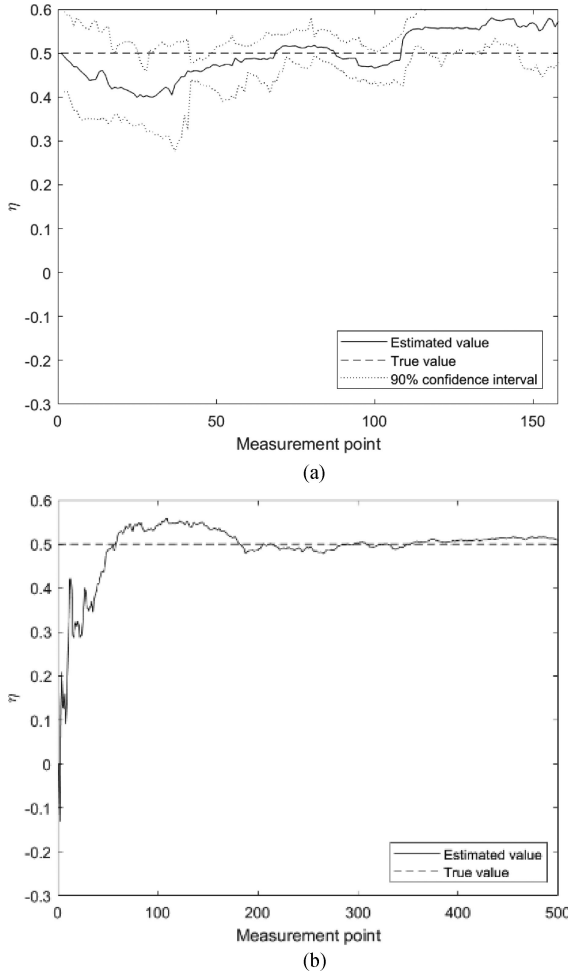 0.6
0.5
0.4
0.3
0.2
0.1
0
-0.1
-0.2
-0.3
η
0
50
100
150
Measurement point
Estimated value
True value
90% confidence interval
(a)
0.6
0.5
0.4
0.3
0.2
0.1
0
-0.1
-0.2
-0.3
η
0
100
200
300
400
500
Measurement point
Estimated value
True value
(b)